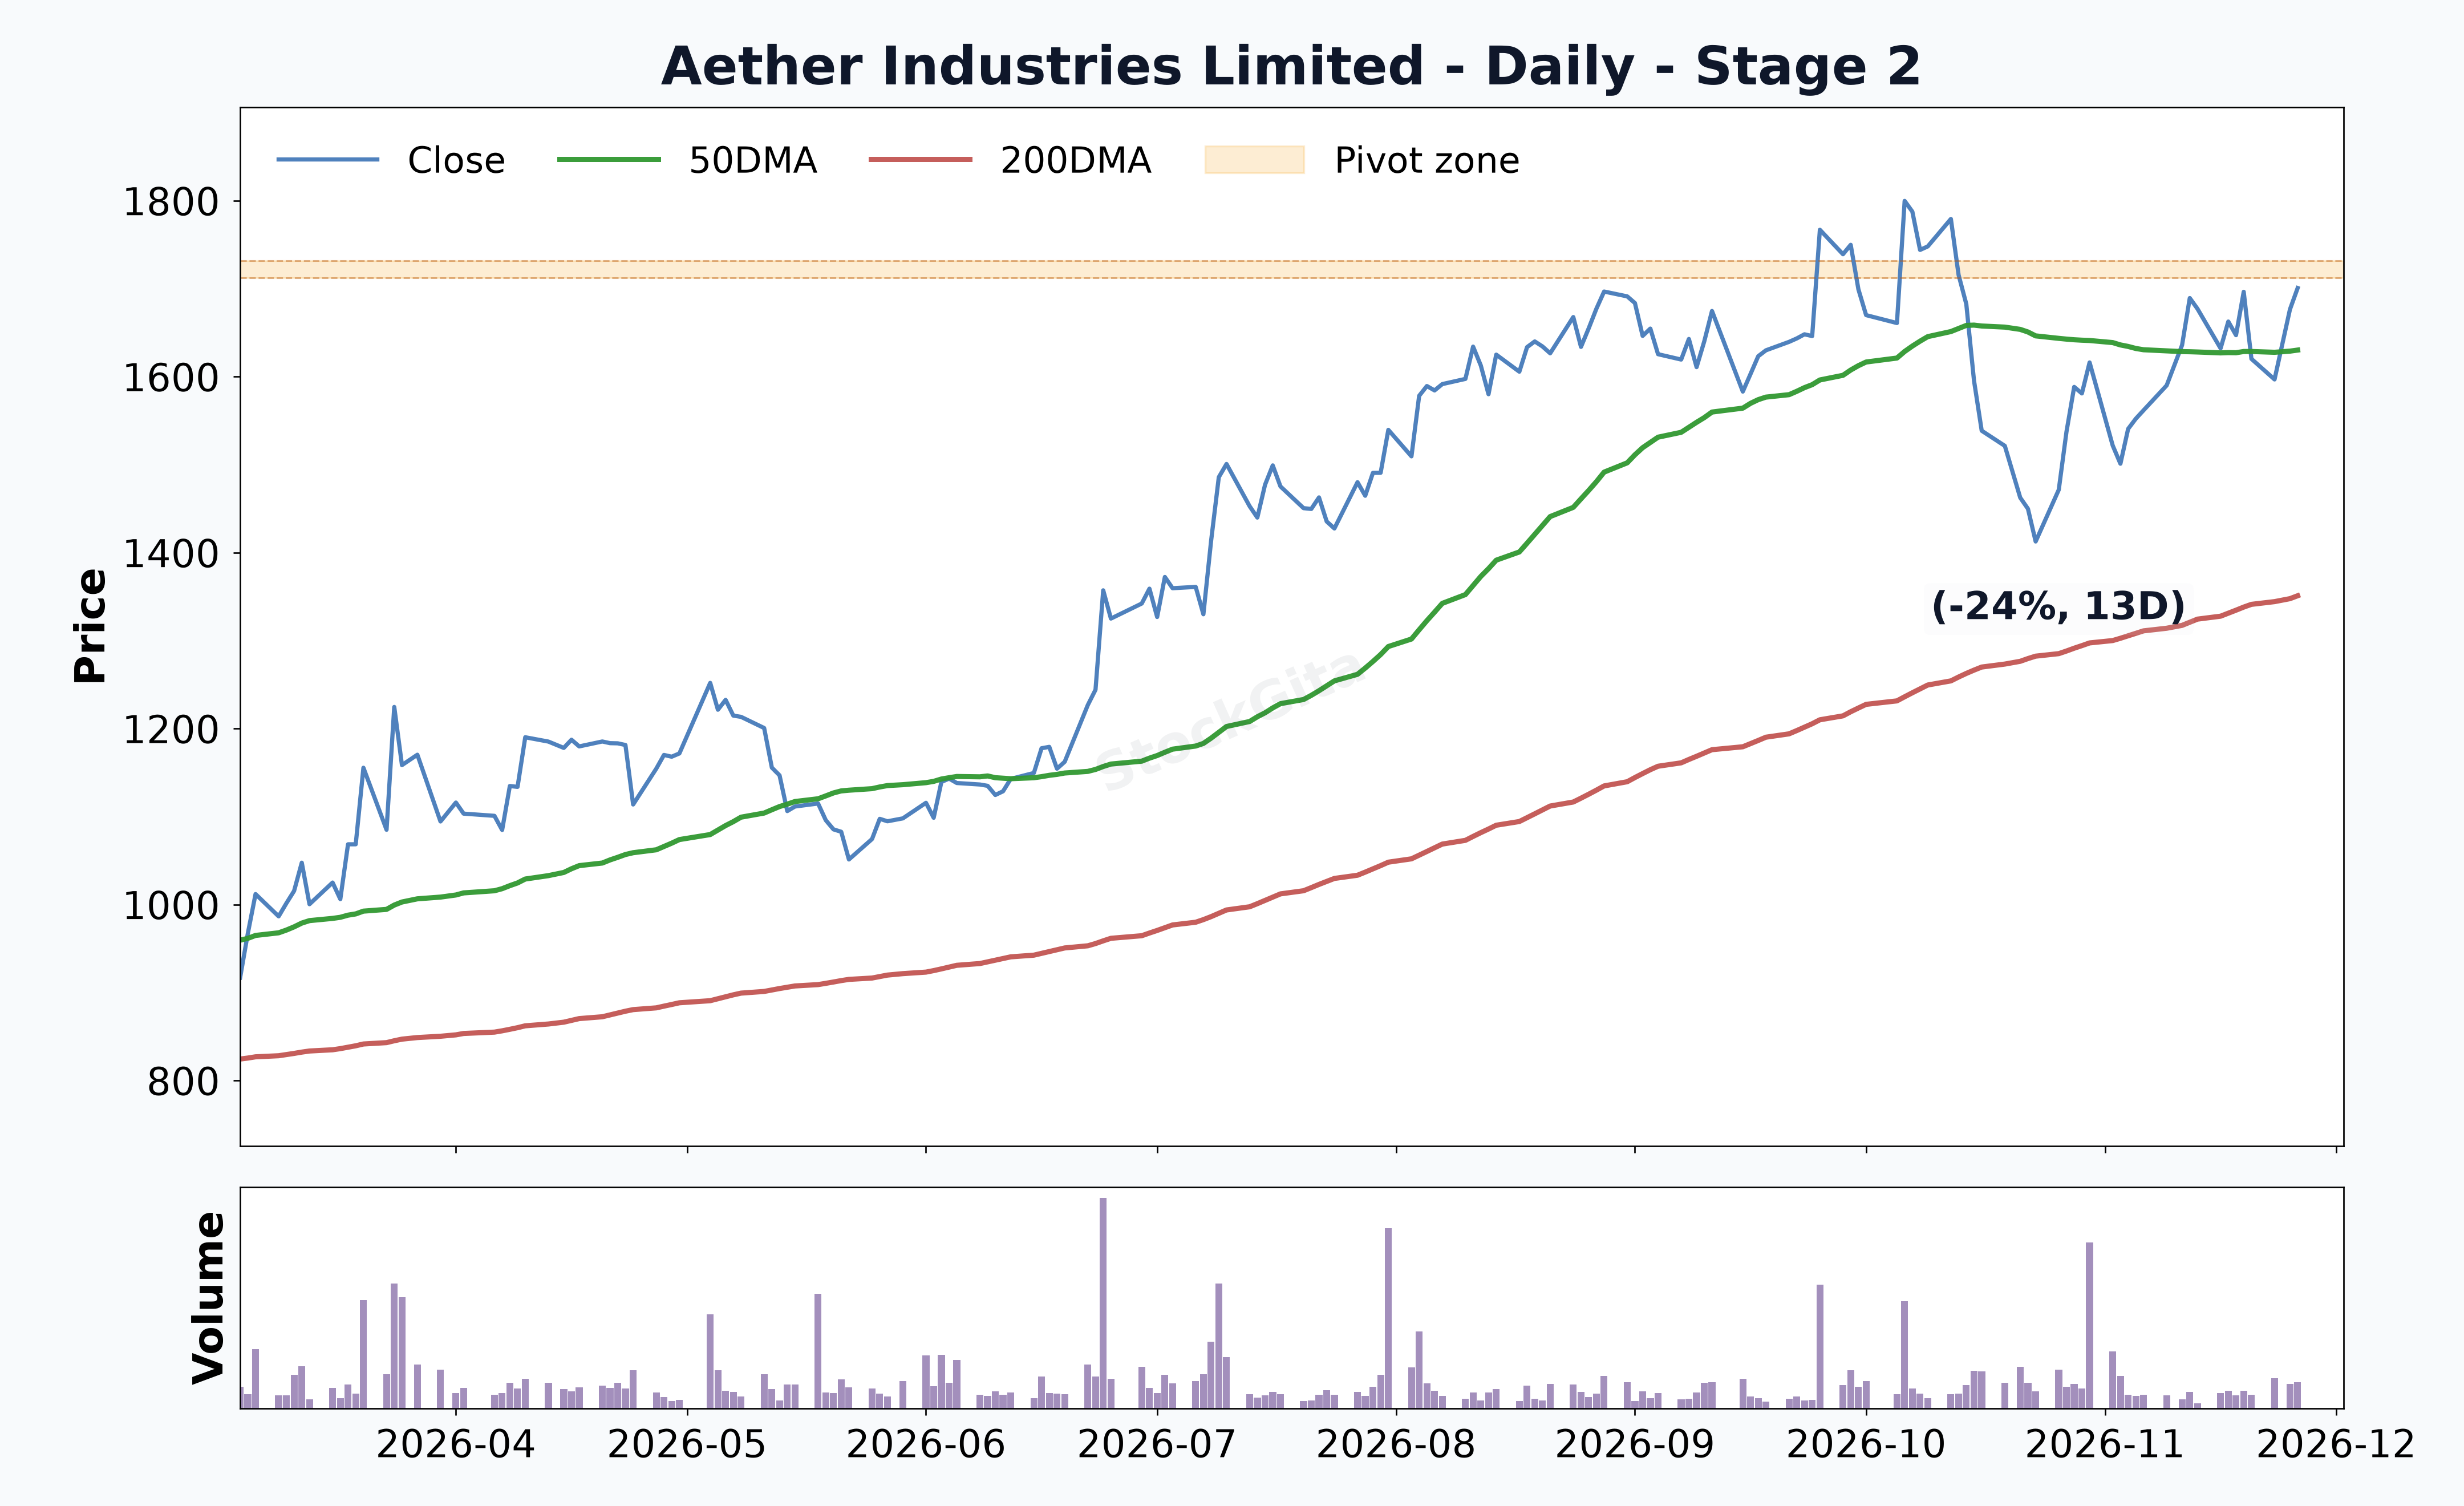 Aether Industries Limited - Daily - Stage 2
Close 50DMA 200DMA Pivot zone
Price
1800
1600
1400
1200
1000
800
(-24%, 13D)
StockGita
Volume
2026-04 2026-05 2026-06 2026-07 2026-08 2026-09 2026-10 2026-11 2026-12